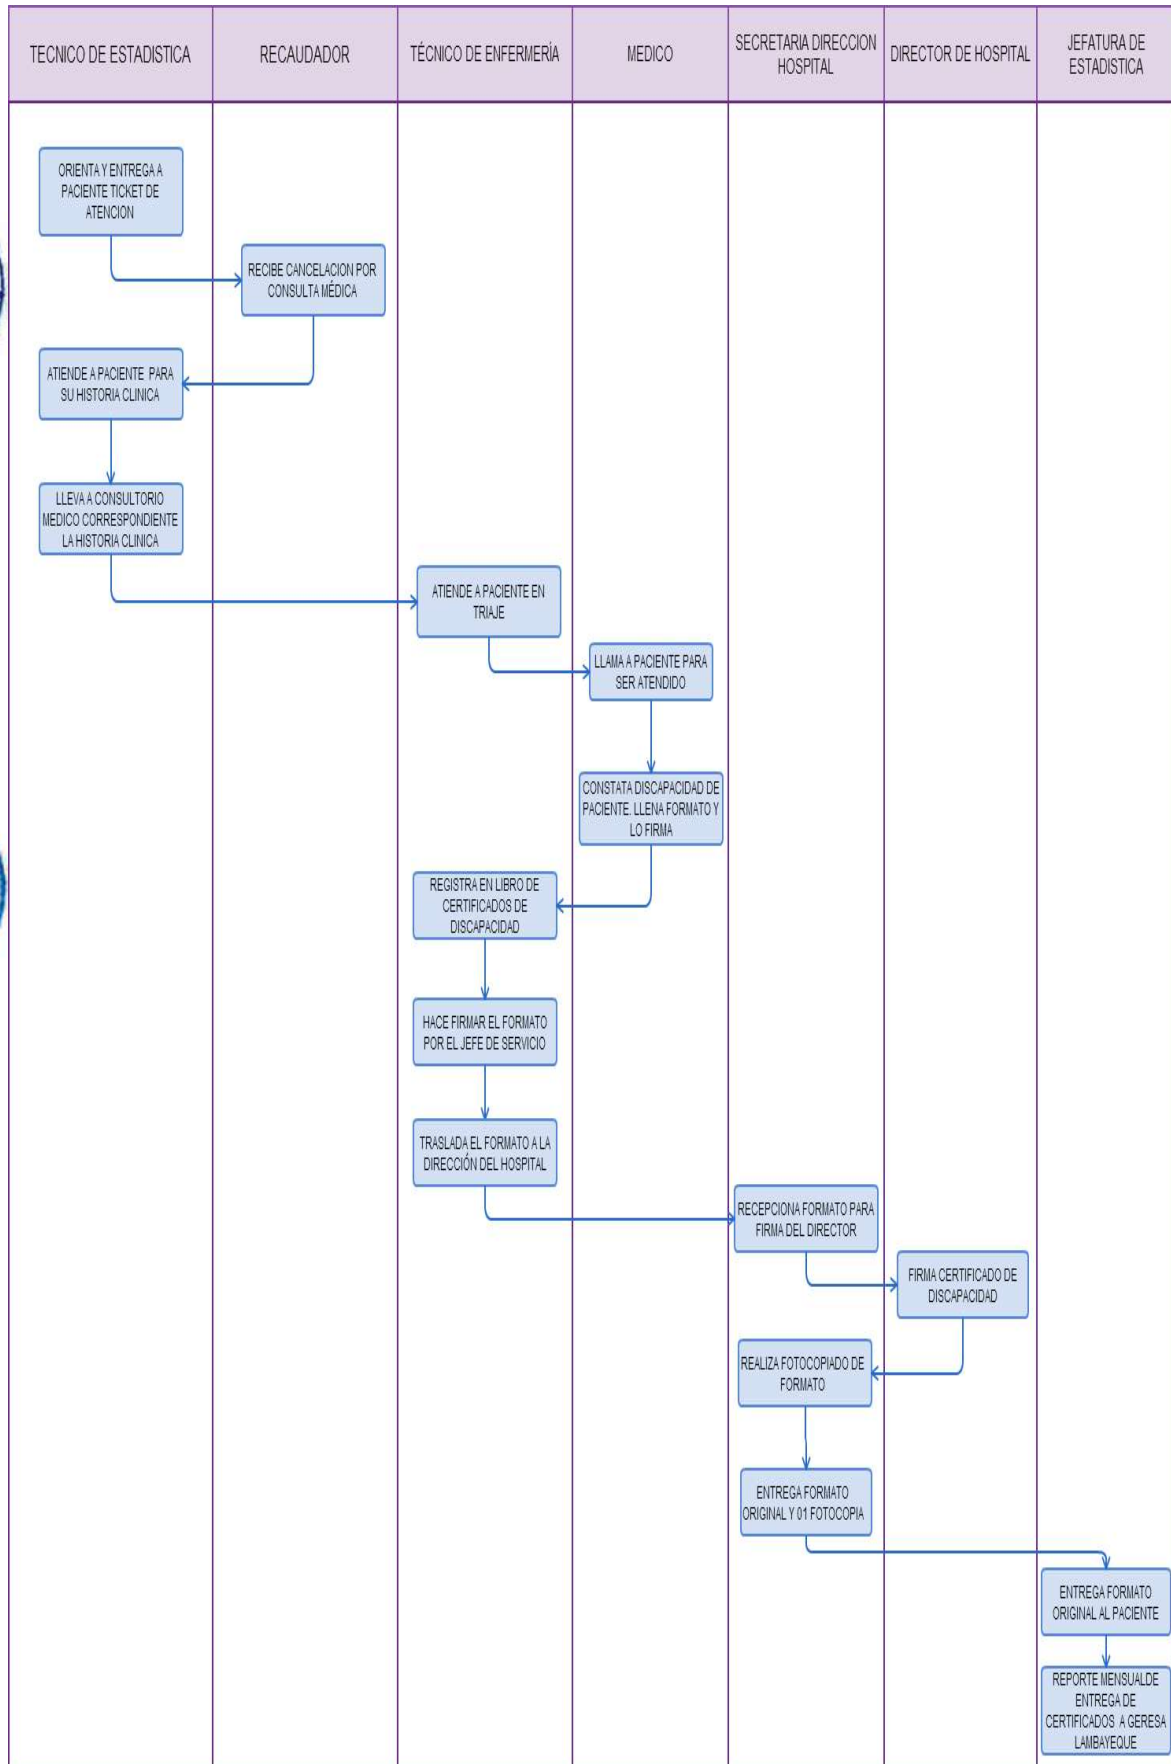 TECNICO DE ESTADISTICA
RECAUDADOR
TÉCNICO DE ENFERMERÍA
MEDICO
SECRETARIA DIRECCION
HOSPITAL
DIRECTOR DE HOSPITAL
JEFATURA DE
ESTADISTICA
ORIENTA Y ENTREGA A
PACIENTE TICKET DE
ATENCION
RECIBE CANCELACION POR
CONSULTA MÉDICA
ATIENDE A PACIENTE PARA
SU HISTORIA CLINICA
LLEVA A CONSULTORIO
MEDICO CORRESPONDIENTE
LA HISTORIA CLINICA
ATIENDE A PACIENTE EN
TRIAJE
LLAMA A PACIENTE PARA
SER ATENDIDO
CONSTATA DISCAPACIDAD DE
PACIENTE. LLENA FORMATO Y
LO FIRMA
REGISTRA EN LIBRO DE
CERTIFICADOS DE
DISCAPACIDAD
HACE FIRMAR EL FORMATO
POR EL JEFE DE SERVICIO
TRASLADA EL FORMATO A LA
DIRECCIÓN DEL HOSPITAL
RECEPCIONA FORMATO PARA
FIRMA DEL DIRECTOR
FIRMA CERTIFICADO DE
DISCAPACIDAD
REALIZA FOTOCOPIADO DE
FORMATO
ENTREGA FORMATO
ORIGINAL Y 01 FOTOCOPIA
ENTREGA FORMATO
ORIGINAL AL PACIENTE
REPORTE MENSUALDE
ENTREGA DE
CERTIFICADOS A GERESA
LAMBAYEQUE